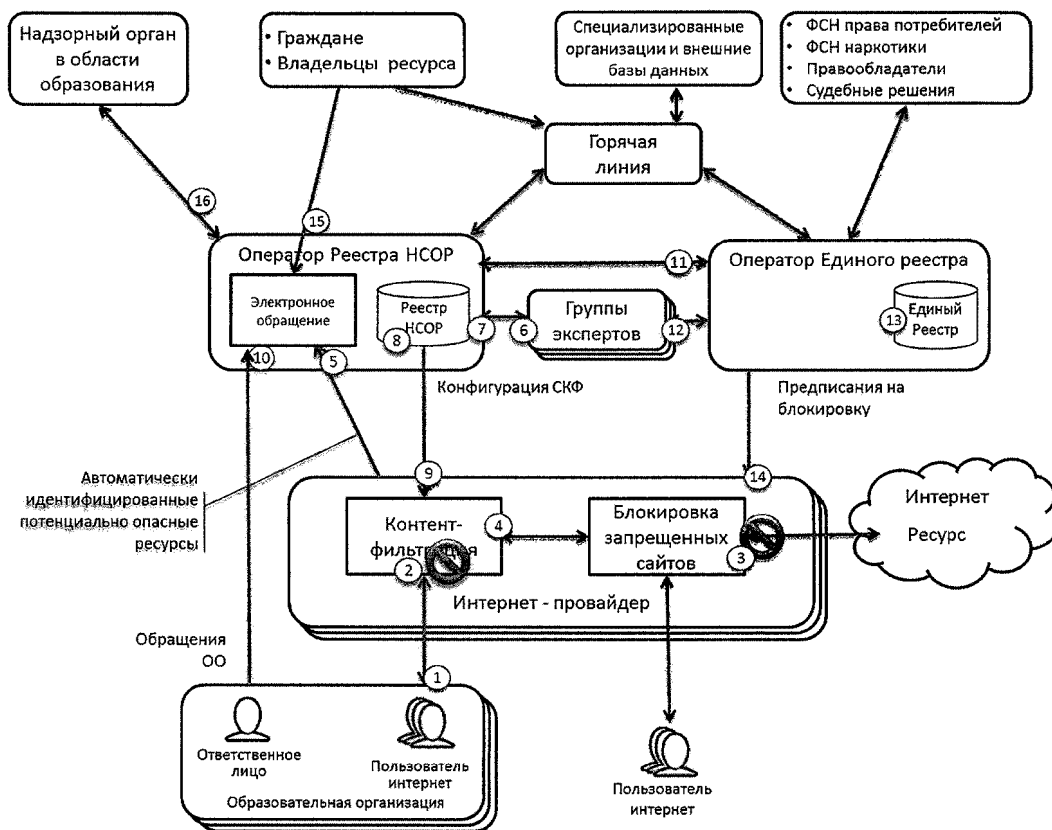 Надзорный орган
в области
образования
• Граждане
• Владельцы ресурса
Специализированные
организации и внешние
базы данных
• ФСН права потребителей
• ФСН наркотики
• Правообладатели
• Судебные решения
Горячая
линия
16
15
Оператор Реестра НСОР
11
Оператор Единого реестра
Электронное
обращение
Реестр
НСОР
8
7
6
Группы
экспертов
12
13
Единый
Реестр
10
5
Конфигурация СКФ
Предписания на
блокировку
Автоматически
идентифицированные
потенциально опасные
ресурсы
9
14
Контент-
фильтрация
2
4
Блокировка
запрещенных
сайтов
3
Интернет
Ресурс
Интернет - провайдер
Обращения
ОО
1
Ответственное
лицо
Пользователь
интернет
Образовательная организация
Пользователь
интернет